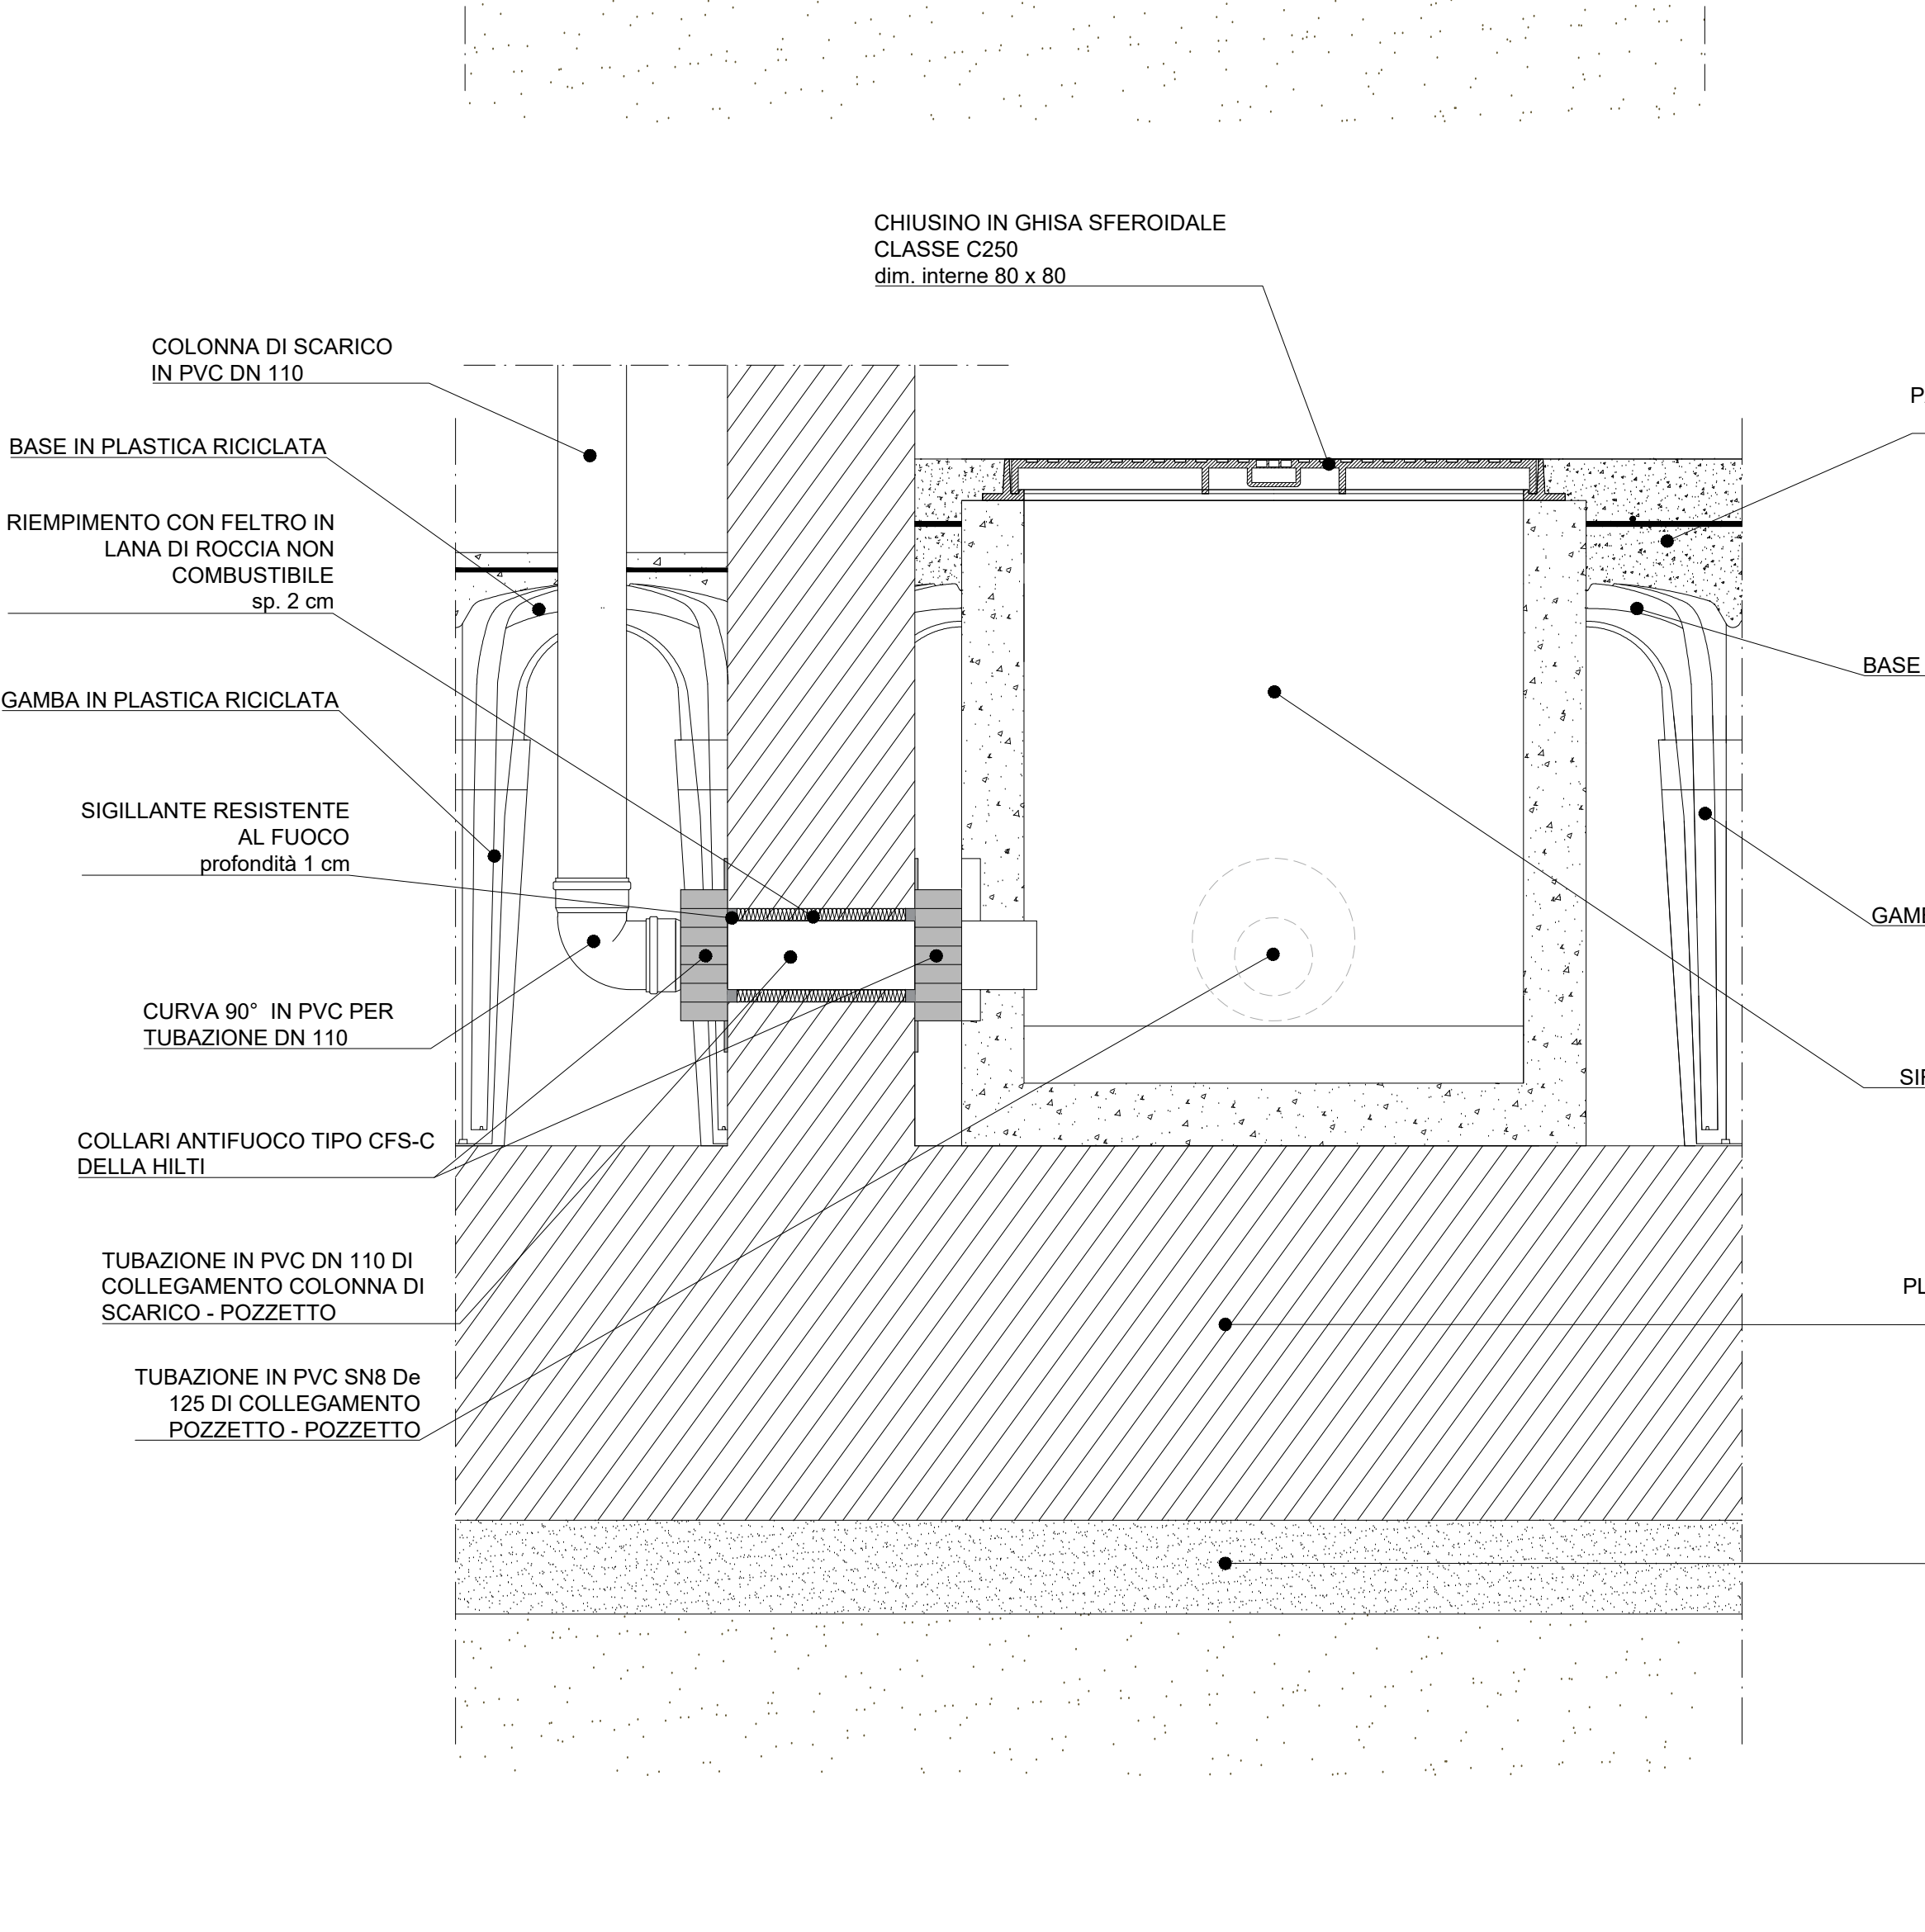 CHIUSINO IN GHISA SFEROIDALE
CLASSE C250
dim. interne 80 x 80
COLONNA DI SCARICO
IN PVC DN 110
BASE IN PLASTICA RICICLATA
RIEMPIMENTO CON FELTRO IN
LANA DI ROCCIA NON
COMBUSTIBILE
sp. 2 cm
GAMBA IN PLASTICA RICICLATA
SIGILLANTE RESISTENTE
AL FUOCO
profondità 1 cm
CURVA 90° IN PVC PER
TUBAZIONE DN 110
COLLARI ANTIFUOCO TIPO CFS-C
DELLA HILTI
TUBAZIONE IN PVC DN 110 DI
COLLEGAMENTO COLONNA DI
SCARICO - POZZETTO
TUBAZIONE IN PVC SN8 De
125 DI COLLEGAMENTO
POZZETTO - POZZETTO
BASE